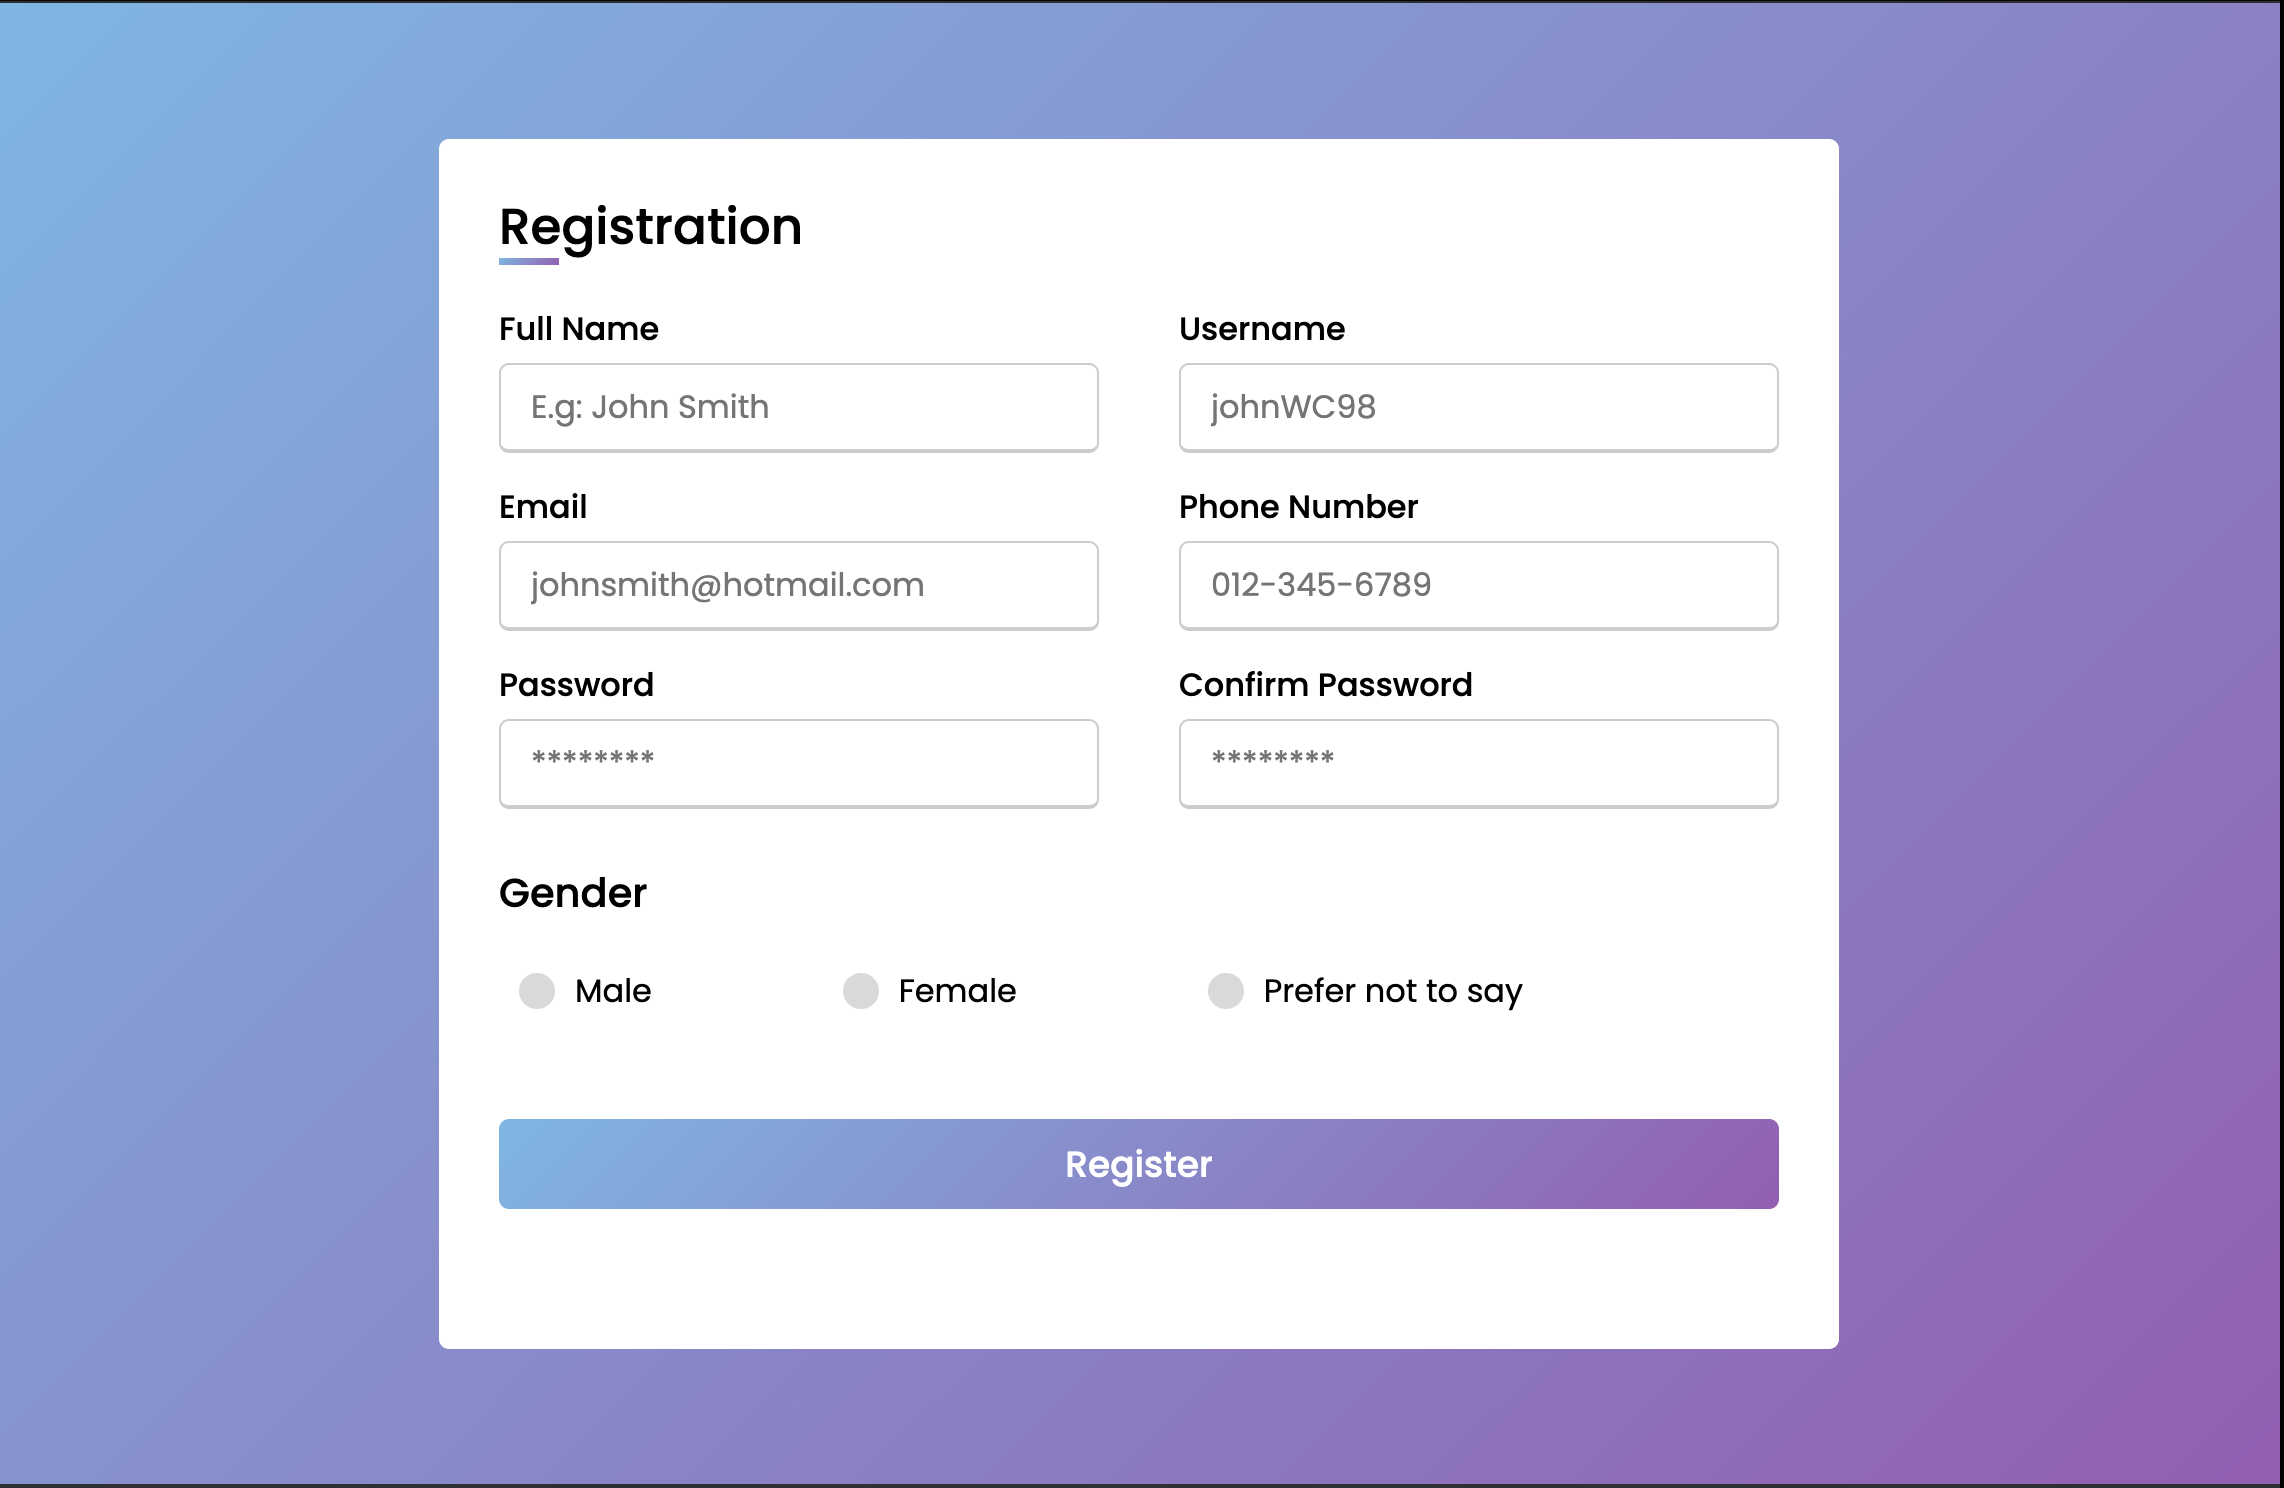 Registration
Full Name
Username
E.g: John Smith
johnWC98
Email
Phone Number
johnsmith@hotmail.com
012-345-6789
Password
Confirm Password
********
********
Gender
Male
Female
Prefer not to say
Register